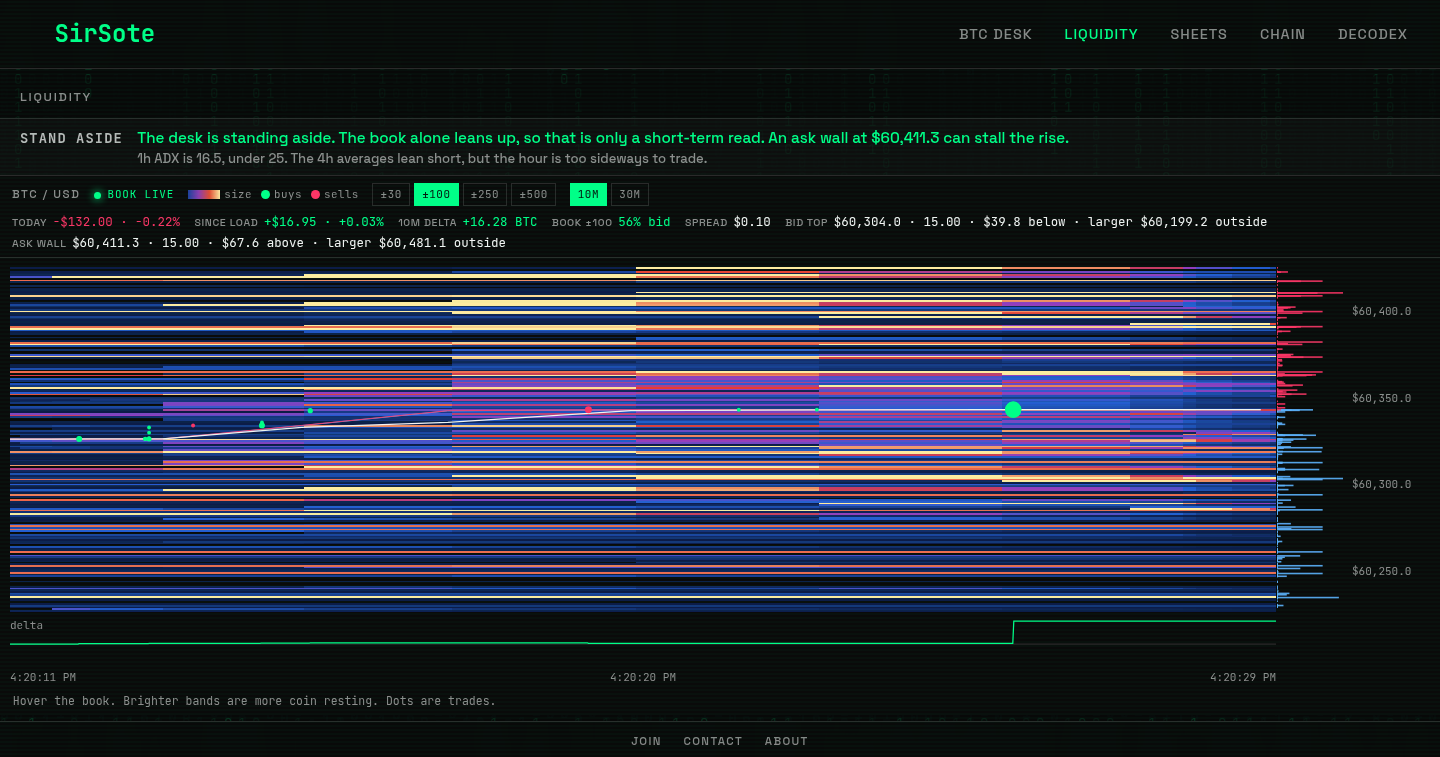 SirSote
BTC DESK LIQUIDITY SHEETS CHAIN DECODEX
LIQUIDITY
STAND ASIDE The desk is standing aside. The book alone leans up, so that is only a short-term read. An ask wall at $60,411.3 can stall the rise.
1h ADX is 16.5, under 25. The 4h averages lean short, but the hour is too sideways to trade.
BTC / USD BOOK LIVE size buys sells ±30 ±100 ±250 ±500 10M 30M
TODAY -$132.00 · -0.22% SINCE LOAD +$16.95 · +0.03% 10M DELTA +16.28 BTC BOOK ±100 56% bid SPREAD $0.10 BID TOP $60,304.0 · 15.00 · $39.8 below · larger $60,199.2 outside
ASK WALL $60,411.3 · 15.00 · $67.6 above · larger $60,481.1 outside
$60,400.0
$60,350.0
$60,300.0
$60,250.0
delta
4:20:11 PM 4:20:20 PM 4:20:29 PM
Hover the book. Brighter bands are more coin resting. Dots are trades.
JOIN CONTACT ABOUT